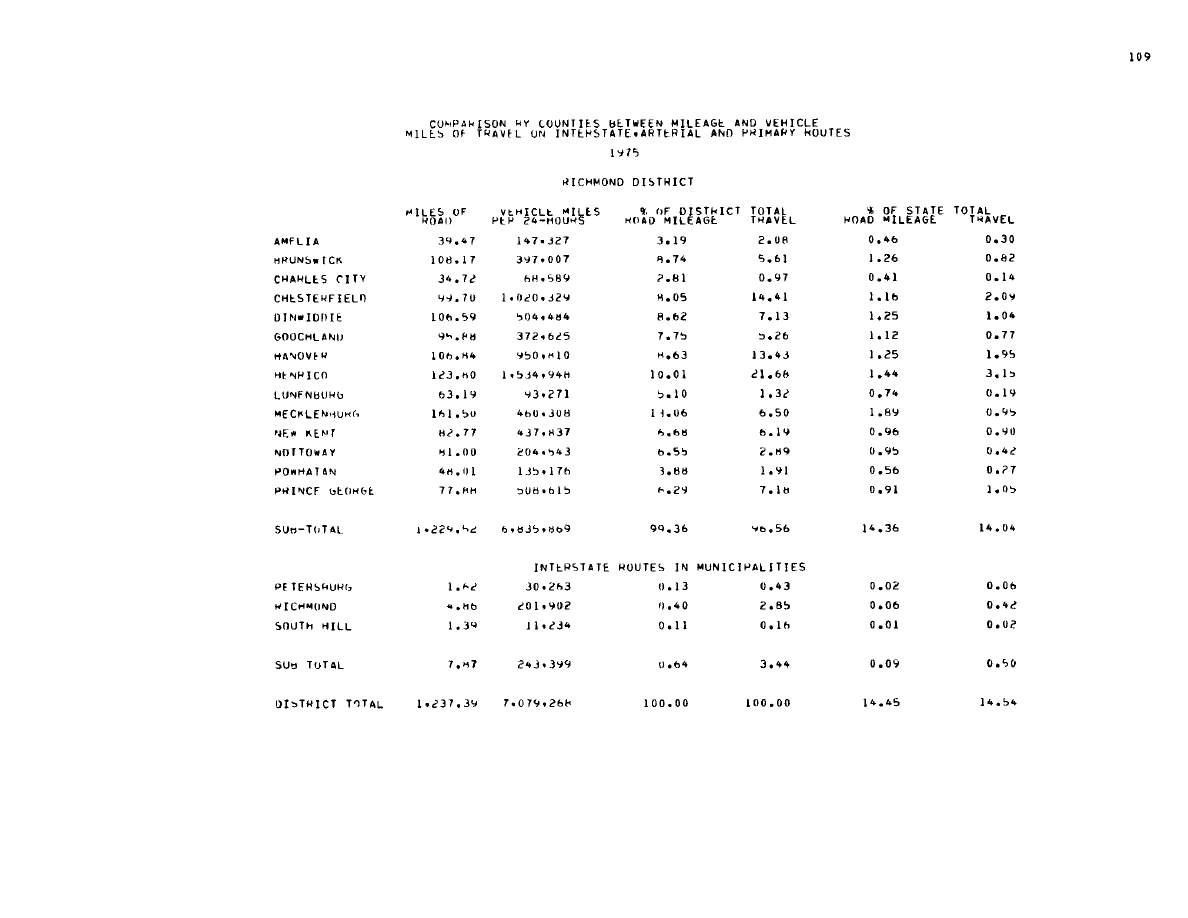 109
COMPARISON BY COUNTIES BETWEEN MILEAGE AND VEHICLE
MILES OF TRAVEL ON INTERSTATE,ARTERIAL AND PRIMARY ROUTES
1975
RICHMOND DISTRICT
MILES OF VEHICLE MILES % OF DISTRICT TOTAL % OF STATE TOTAL
ROAD PER 24-HOURS ROAD MILEAGE TRAVEL ROAD MILEAGE TRAVEL
AMELIA 39.47 147,327 3.19 2.08 0.46 0.30
BRUNSWICK 108.17 397,007 8.74 5.61 1.26 0.82
CHARLES CITY 34.72 68,589 2.81 0.97 0.41 0.14
CHESTERFIELD 99.70 1,020,329 8.05 14.41 1.16 2.09
DINWIDDIE 106.59 504,484 8.62 7.13 1.25 1.04
GOOCHLAND 95.88 372,625 7.75 5.26 1.12 0.77
HANOVER 106.84 950,810 8.63 13.43 1.25 1.95
HENRICO 123.80 1,534,948 10.01 21.68 1.44 3.15
LUNENBURG 63.19 93,271 5.10 1.32 0.74 0.19
MECKLENBURG 161.50 460,308 13.06 6.50 1.89 0.95
NEW KENT 82.77 437,837 6.68 6.19 0.96 0.90
NOTTOWAY 81.00 204,543 6.55 2.89 0.95 0.42
POWHATAN 48.01 135,176 3.88 1.91 0.56 0.27
PRINCE GEORGE 77.88 508,615 6.29 7.18 0.91 1.05
SUB-TOTAL 1,229.52 6,835,869 99.36 96.56 14.36 14.04
INTERSTATE ROUTES IN MUNICIPALITIES
PETERSBURG 1.62 30,263 0.13 0.43 0.02 0.06
RICHMOND 4.86 201,902 0.40 2.85 0.06 0.42
SOUTH HILL 1.39 11,234 0.11 0.16 0.01 0.02
SUB TOTAL 7.87 243,399 0.64 3.44 0.09 0.50
DISTRICT TOTAL 1,237.39 7,079,268 100.00 100.00 14.45 14.54